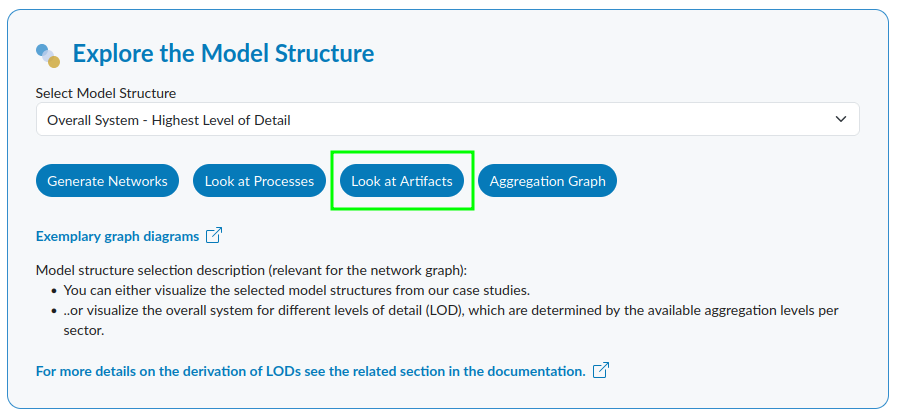 Explore the Model Structure
Select Model Structure
Overall System - Highest Level of Detail
Generate Networks
Look at Processes
Look at Artifacts
Aggregation Graph
Exemplary graph diagrams
Model structure selection description (relevant for the network graph):
• You can either visualize the selected model structures from our case studies.
• ..or visualize the overall system for different levels of detail (LOD), which are determined by the available aggregation levels per
sector.
For more details on the derivation of LODs see the related section in the documentation.